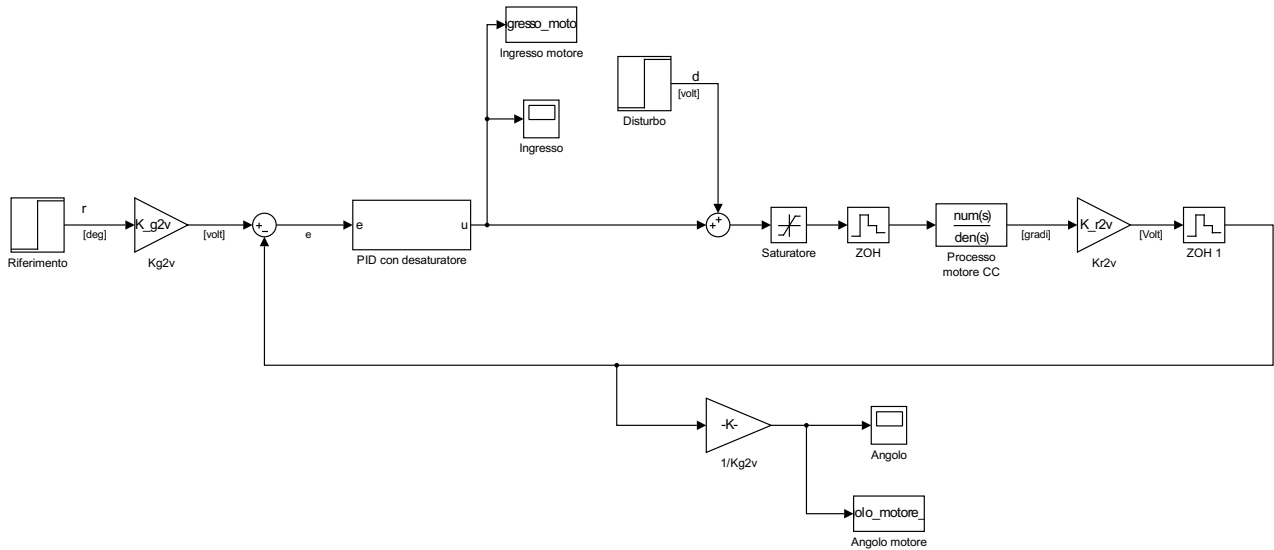 gresso_moto
Ingresso motore
Ingresso
d
[volt]
Disturbo
r
[deg]
Riferimento
K_g2v
Kg2v
[volt]
+
−
e
e
u
PID con desaturatore
+
+
Saturatore
ZOH
num(s)
den(s)
Processo
motore CC
[gradi]
K_r2v
Kr2v
[Volt]
ZOH 1
-K-
1/Kg2v
Angolo
olo_motore_
Angolo motore